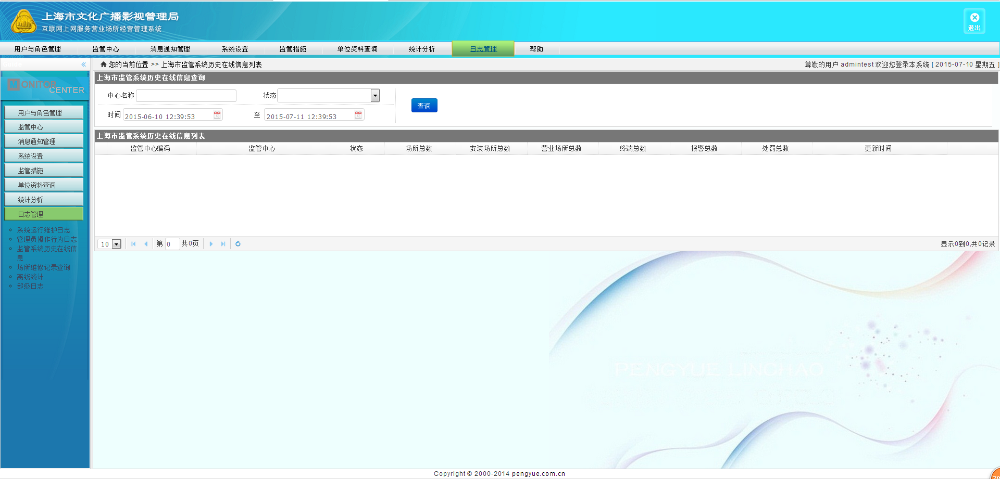 上海市文化广播影视管理局
互联网上网服务营业场所经营管理系统
退出
用户与角色管理 监管中心 消息通知管理 系统设置 监管措施 单位资料查询 统计分析 日志管理 帮助
您的当前位置 >> 上海市监管系统历史在线信息列表
尊敬的用户 admintest 欢迎您登录本系统 [ 2015-07-10 星期五 ]
MONITOR
CENTER
用户与角色管理
监管中心
消息通知管理
系统设置
监管措施
单位资料查询
统计分析
日志管理
系统运行维护日志
管理员操作行为日志
监管系统历史在线信
息
场所维修记录查询
离线统计
部级日志
上海市监管系统历史在线信息查询
中心名称 状态
时间 2015-06-10 12:39:53 至 2015-07-11 12:39:53
查询
上海市监管系统历史在线信息列表
监管中心编码 监管中心 状态 场所总数 安装场所总数 营业场所总数 终端总数 报警总数 处罚总数 更新时间
10 第 0 共0页
显示0到0,共0记录
PENGYUE LINGHAO
Copyright © 2000-2014 pengyue.com.cn